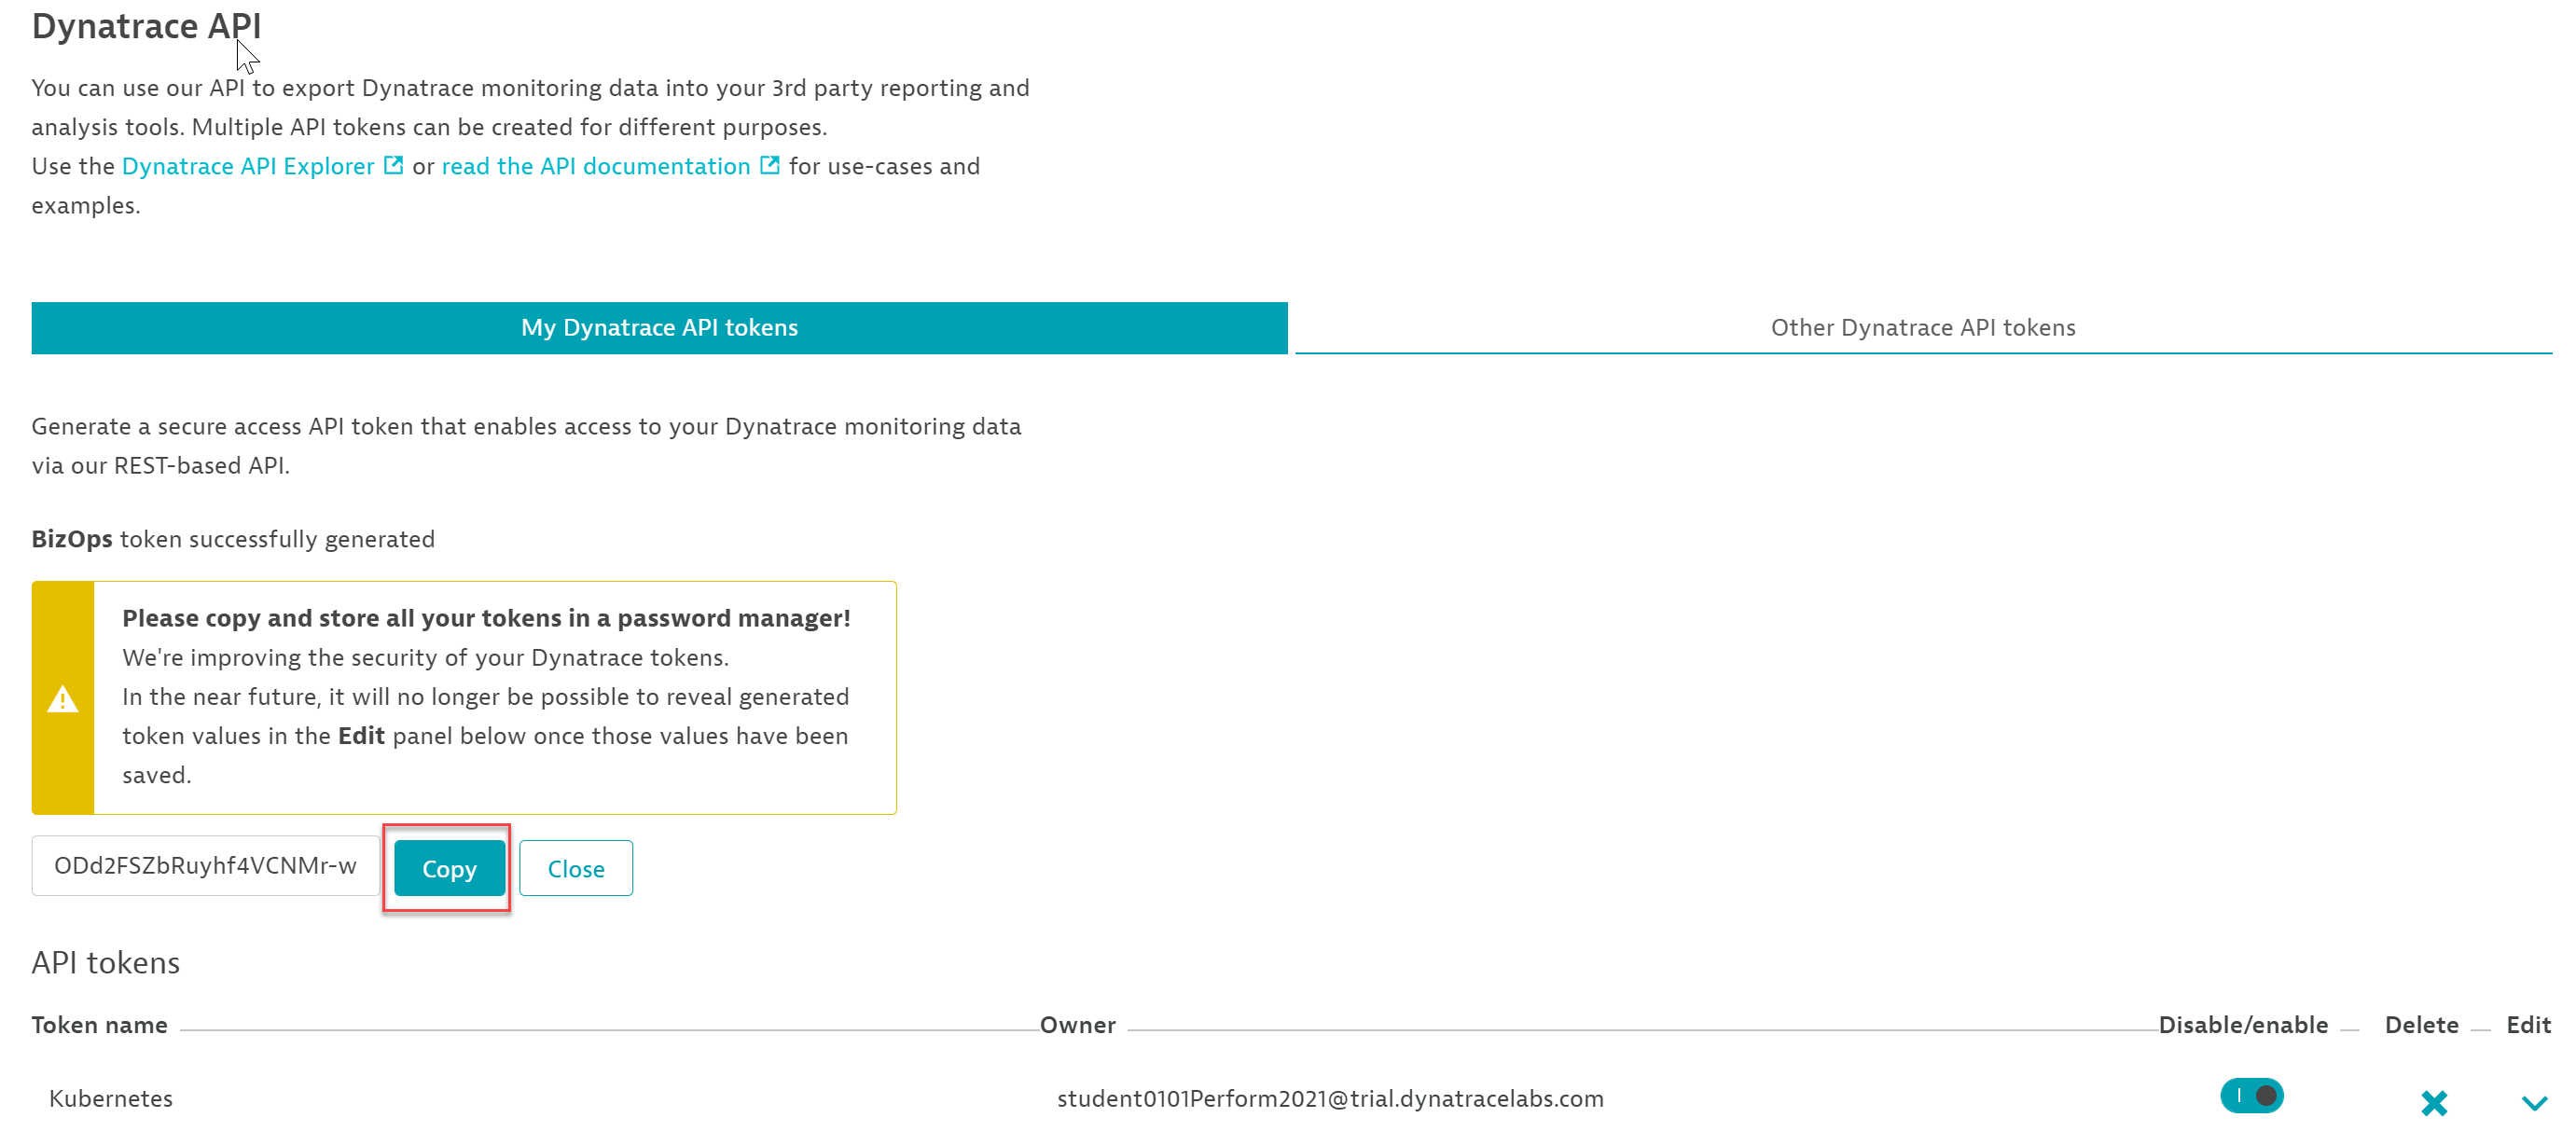 Dynatrace API
You can use our API to export Dynatrace monitoring data into your 3rd party reporting and
analysis tools. Multiple API tokens can be created for different purposes.
Use the Dynatrace API Explorer or read the API documentation for use-cases and
examples.
My Dynatrace API tokens
Other Dynatrace API tokens
Generate a secure access API token that enables access to your Dynatrace monitoring data
via our REST-based API.
BizOps token successfully generated
Please copy and store all your tokens in a password manager!
We're improving the security of your Dynatrace tokens.
In the near future, it will no longer be possible to reveal generated
token values in the Edit panel below once those values have been
saved.
ODd2FSZbRuyhf4VCNMr-w
Copy
Close
API tokens
Token name Owner Disable/enable Delete Edit
Kubernetes student0101Perform2021@trial.dynatracelabs.com